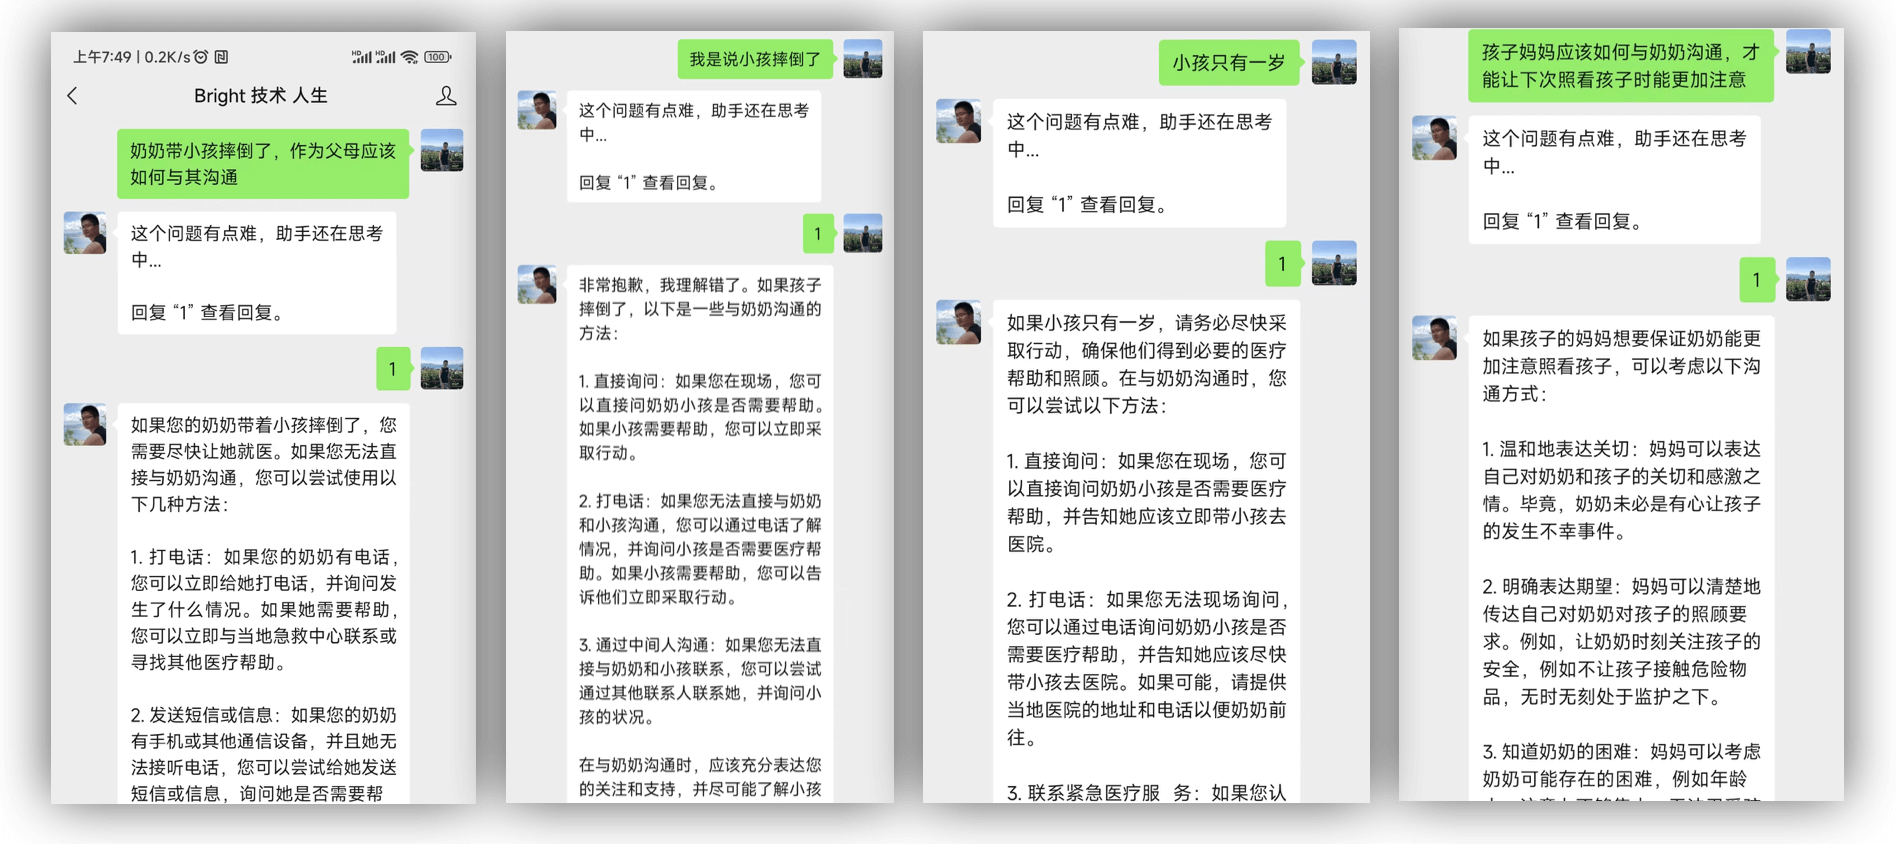 上午7:49 | 0.2K/s
HD HD 100
Bright 技术 人生
奶奶带小孩摔倒了，作为父母应该
如何与其沟通
这个问题有点难，助手还在思考
中...
回复 “1” 查看回复。
1
如果您的奶奶带着小孩摔倒了，您
需要尽快让她就医。如果您无法直
接与奶奶沟通，您可以尝试使用以
下几种方法：
1. 打电话：如果您的奶奶有电话，
您可以立即给她打电话，并询问发
生了什么情况。如果她需要帮助，
您可以立即与当地急救中心联系或
寻找其他医疗帮助。
2. 发送短信或信息：如果您的奶奶
有手机或其他通信设备，并且她无
法接听电话，您可以尝试给她发送
短信或信息，询问她是否需要帮
我是说小孩摔倒了
这个问题有点难，助手还在思考
中...
回复 “1” 查看回复。
1
非常抱歉，我理解错了。如果孩子
摔倒了，以下是一些与奶奶沟通的
方法：
1. 直接询问：如果您在现场，您可
以直接问奶奶小孩是否需要帮助。
如果小孩需要帮助，您可以立即采
取行动。
2. 打电话：如果您无法直接与奶奶
和小孩沟通，您可以通过电话了解
情况，并询问小孩是否需要医疗帮
助。如果小孩需要帮助，您可以告
诉他们立即采取行动。
3. 通过中间人沟通：如果您无法直
接与奶奶和小孩联系，您可以尝试
通过其他联系人联系她，并询问小
孩的状况。
在与奶奶沟通时，应该充分表达您
的关注和支持，并尽可能了解小孩
小孩只有一岁
这个问题有点难，助手还在思考
中...
回复 “1” 查看回复。
1
如果小孩只有一岁，请务必尽快采
取行动，确保他们得到必要的医疗
帮助和照顾。在与奶奶沟通时，您
可以尝试以下方法：
1. 直接询问：如果您在现场，您可
以直接询问奶奶小孩是否需要医疗
帮助，并告知她应该立即带小孩去
医院。
2. 打电话：如果您无法现场询问，
您可以通过电话询问奶奶小孩是否
需要医疗帮助，并告知她应该尽快
带小孩去医院。如果可能，请提供
当地医院的地址和电话以便奶奶前
往。
3. 联系紧急医疗服 务：如果您认
孩子妈妈应该如何与奶奶沟通，才
能让下次照看孩子时能更加注意
这个问题有点难，助手还在思考
中...
回复 “1” 查看回复。
1
如果孩子的妈妈想要保证奶奶能更
加注意照看孩子，可以考虑以下沟
通方式：
1. 温和地表达关切：妈妈可以表达
自己对奶奶和孩子的关切和感激之
情。毕竟，奶奶未必是有心让孩子
的发生不幸事件。
2. 明确表达期望：妈妈可以清楚地
传达自己对奶奶对孩子的照顾要
求。例如，让奶奶时刻关注孩子的
安全，例如不让孩子接触危险物
品，无时无刻处于监护之下。
3. 知道奶奶的困难：妈妈可以考虑
奶奶可能存在的困难，例如年龄